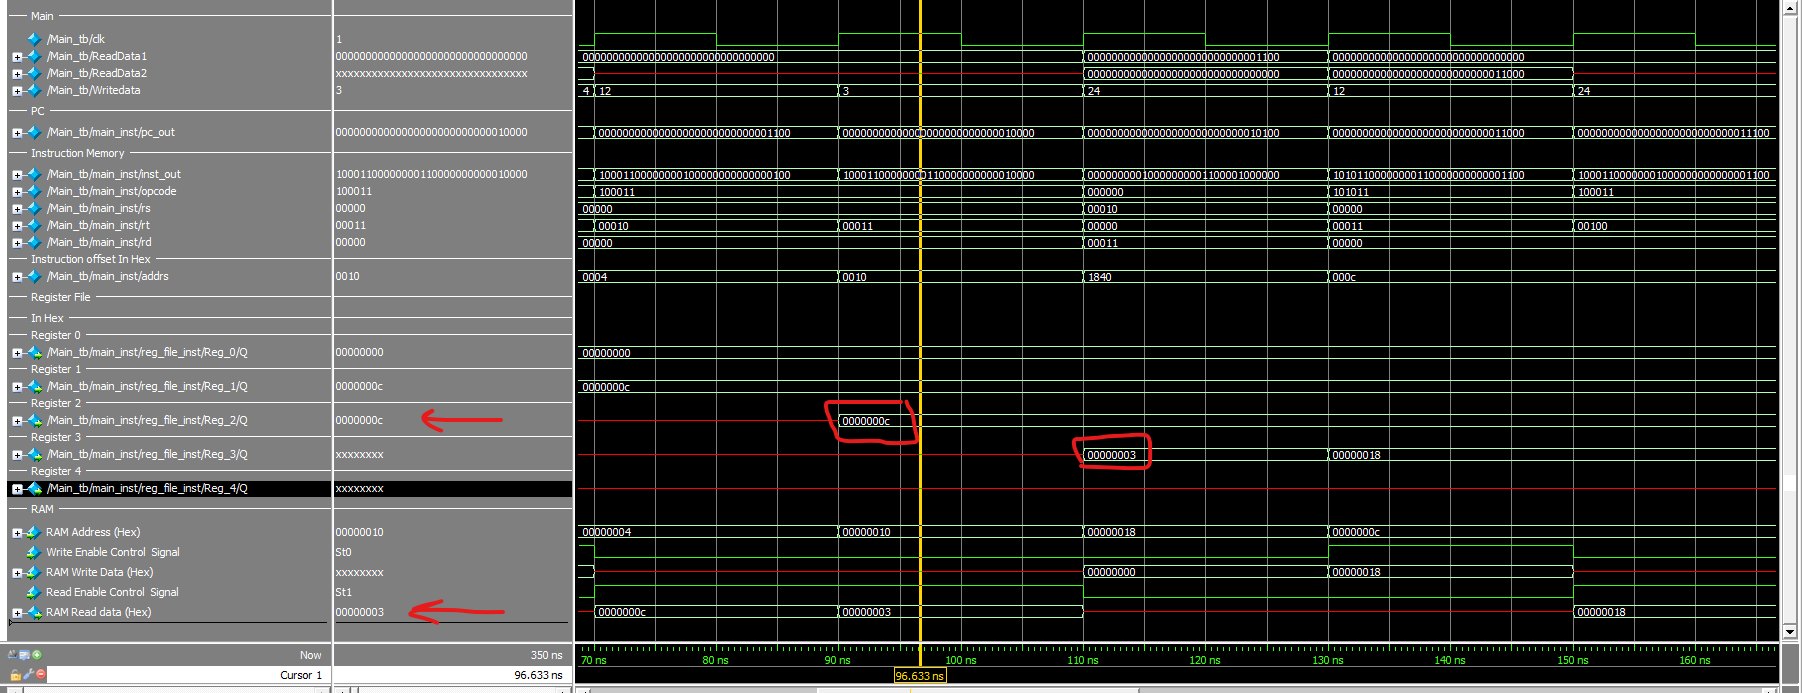 Main
/Main_tb/clk 1
/Main_tb/ReadData1 00000000000000000000000000000000 00000000000000000000000000000000 00000000000000000000000000001100 00000000000000000000000000000000
/Main_tb/ReadData2 xxxxxxxxxxxxxxxxxxxxxxxxxxxxxxxx 00000000000000000000000000000000 00000000000000000000000000011000
/Main_tb/Writedata 3 4 12 3 24 12 24
PC
/Main_tb/main_inst/pc_out 00000000000000000000000000010000 00000000000000000000000000001100 00000000000000000000000000010000 00000000000000000000000000010100 00000000000000000000000000011000 00000000000000000000000000011100
Instruction Memory
/Main_tb/main_inst/inst_out 10001100000000110000000000010000 10001100000000100000000000000100 10001100000000110000000000010000 00000000010000000001100001000000 10101100000000110000000000001100 10001100000001000000000000001100
/Main_tb/main_inst/opcode 100011 100011 000000 101011 100011
/Main_tb/main_inst/rs 00000 00000 00010 00000
/Main_tb/main_inst/rt 00011 00010 00011 00000 00011 00100
/Main_tb/main_inst/rd 00000 00000 00011 00000
Instruction offset In Hex
/Main_tb/main_inst/addrs 0010 0004 0010 1840 000c
Register File
In Hex
Register 0
/Main_tb/main_inst/reg_file_inst/Reg_0/Q 00000000 00000000
Register 1
/Main_tb/main_inst/reg_file_inst/Reg_1/Q 0000000c 0000000c
Register 2
/Main_tb/main_inst/reg_file_inst/Reg_2/Q 0000000c 0000000c
Register 3
/Main_tb/main_inst/reg_file_inst/Reg_3/Q xxxxxxxx 00000003 00000018
Register 4
/Main_tb/main_inst/reg_file_inst/Reg_4/Q xxxxxxxx
RAM
RAM Address (Hex) 00000010 00000004 00000010 00000018 0000000c
Write Enable Control Signal St0
RAM Write Data (Hex) xxxxxxxx 00000000 00000018
Read Enable Control Signal St1
RAM Read data (Hex) 00000003 0000000c 00000003 00000018
Now 350 ns 70 ns 80 ns 90 ns 100 ns 110 ns 120 ns 130 ns 140 ns 150 ns 160 ns
Cursor 1 96.633 ns 96.633 ns